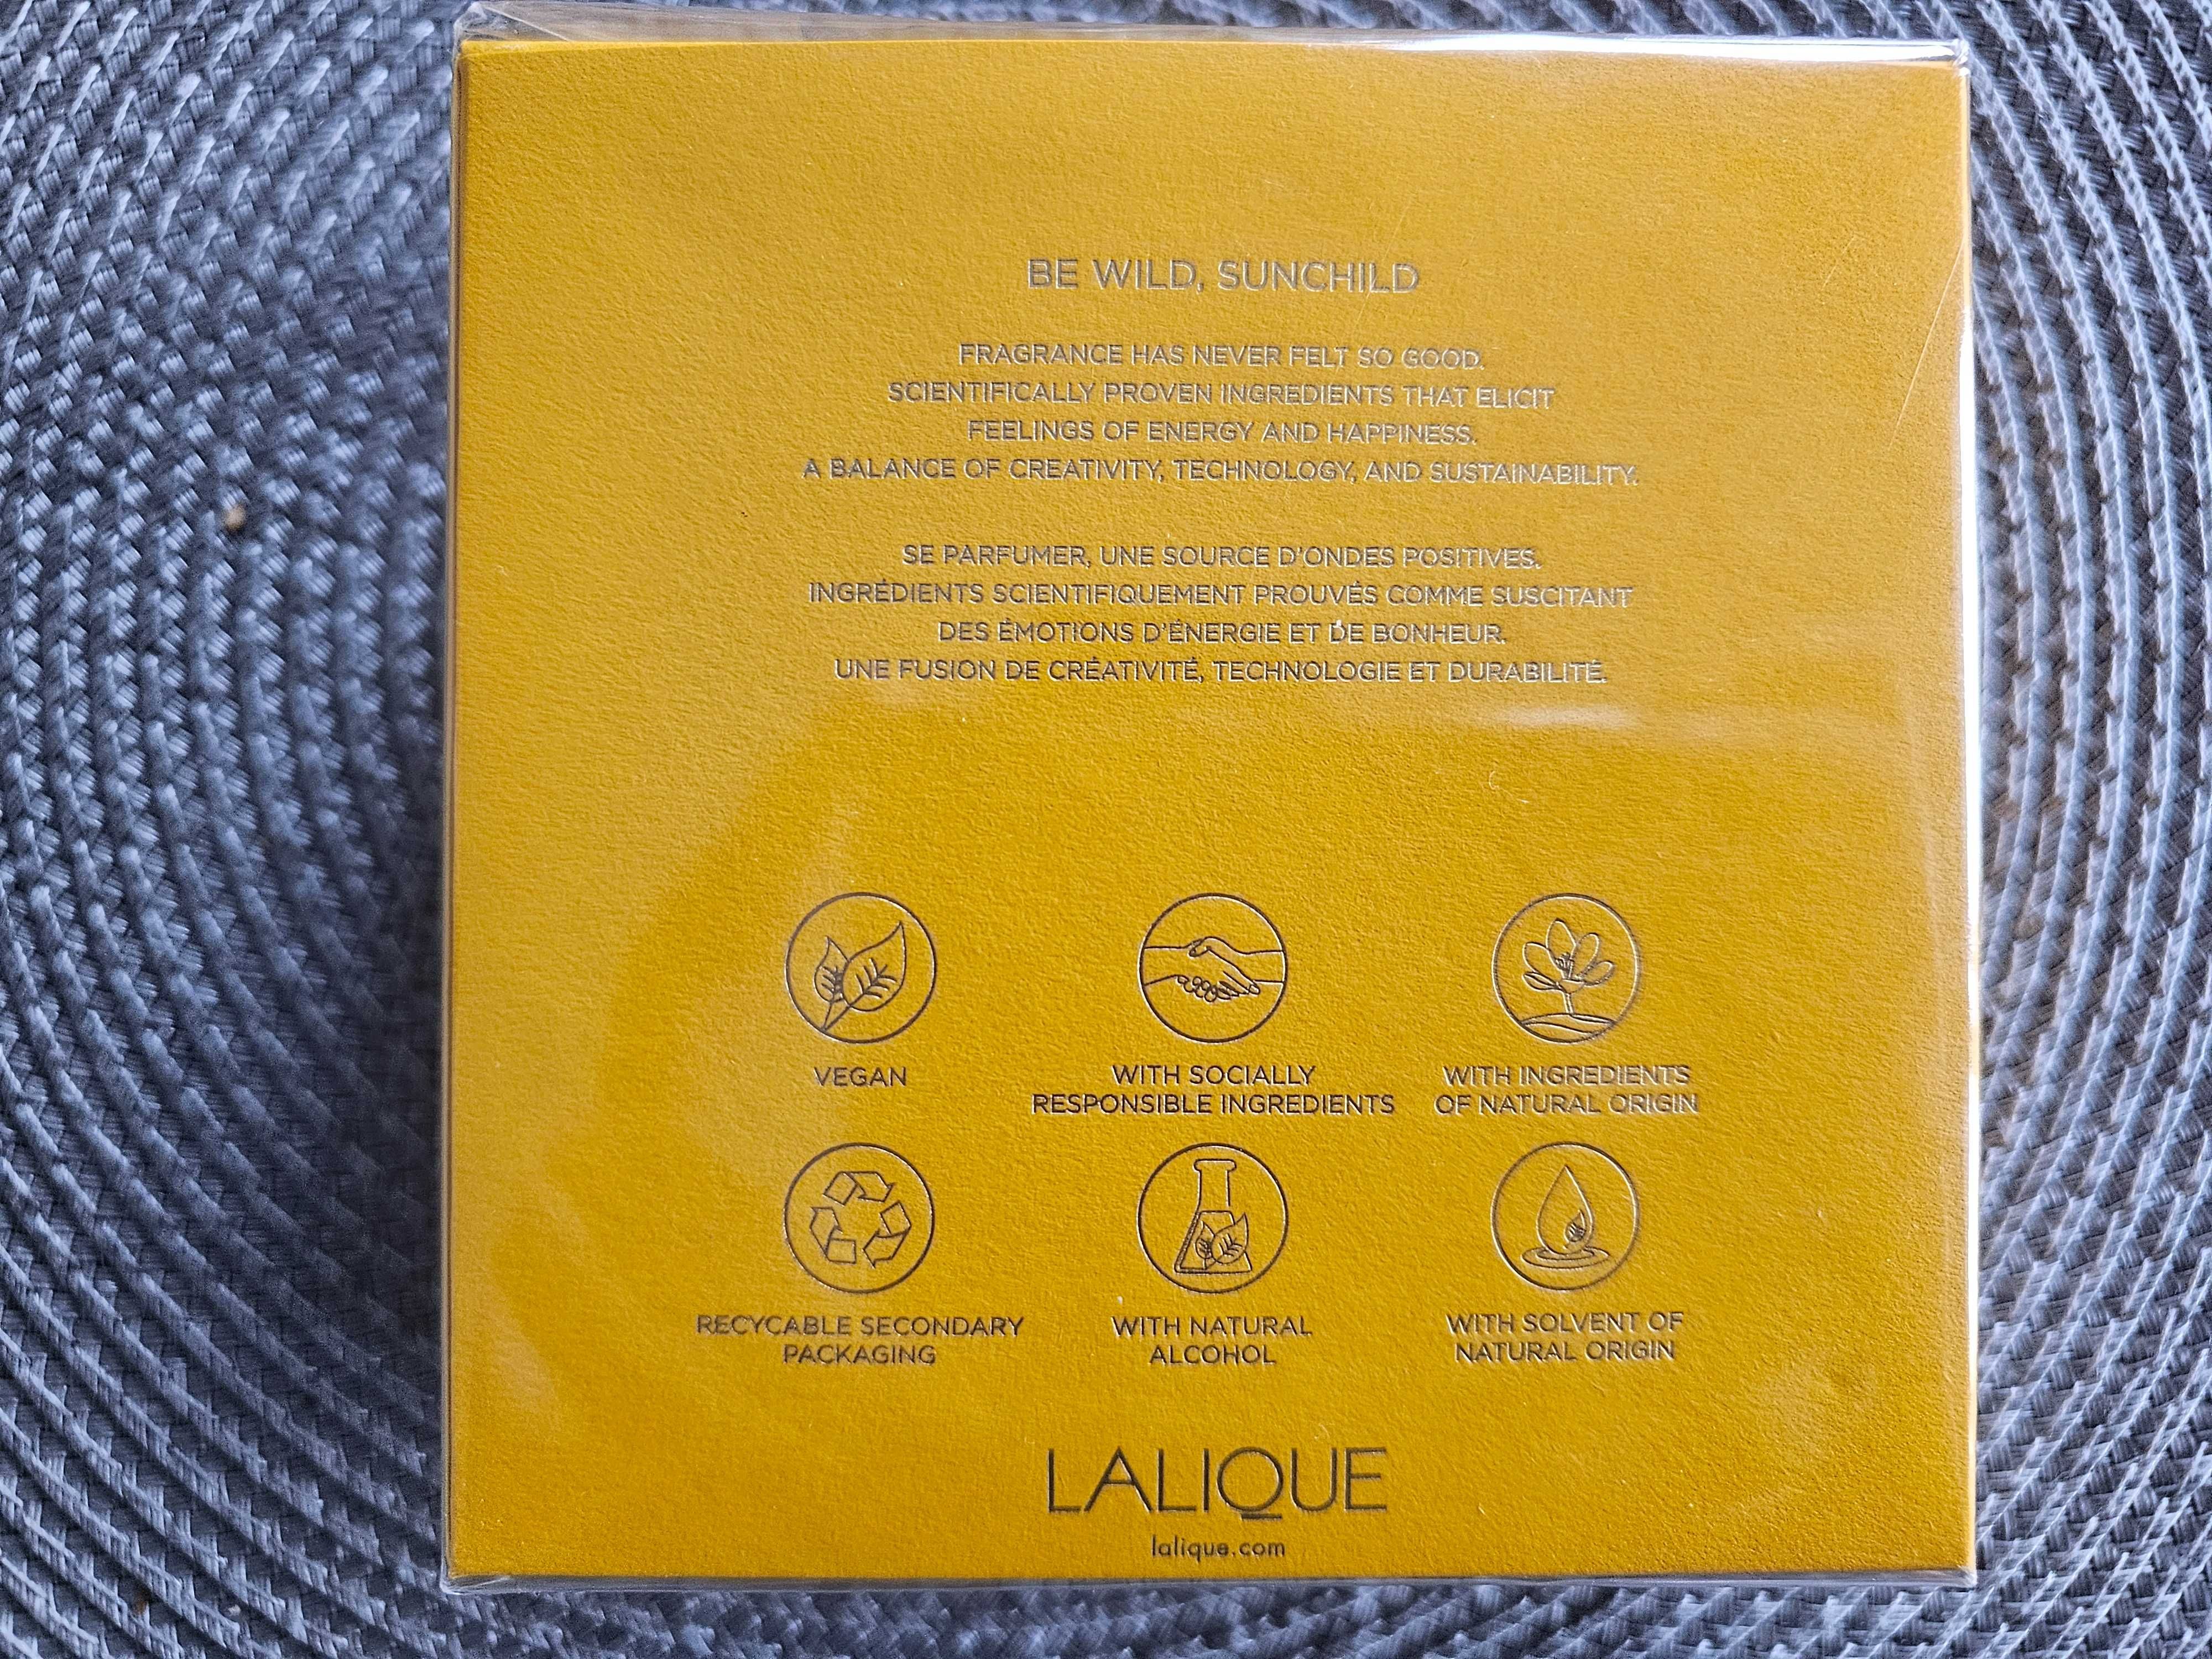 BE WILD, SUNCHILD
FRAGRANCE HAS NEVER FELT SO GOOD.
SCIENTIFICALLY PROVEN INGREDIENTS THAT ELICIT
FEELINGS OF ENERGY AND HAPPINESS.
A BALANCE OF CREATIVITY, TECHNOLOGY, AND SUSTAINABILITY.
SE PARFUMER, UNE SOURCE D'ONDES POSITIVES.
INGRÉDIENTS SCIENTIFIQUEMENT PROUVÉS COMME SUSCITANT
DES ÉMOTIONS D'ÉNERGIE ET DE BONHEUR.
UNE FUSION DE CRÉATIVITÉ, TECHNOLOGIE ET DURABILITÉ.
VEGAN
WITH SOCIALLY
RESPONSIBLE INGREDIENTS
WITH INGREDIENTS
OF NATURAL ORIGIN
RECYCABLE SECONDARY
PACKAGING
WITH NATURAL
ALCOHOL
WITH SOLVENT OF
NATURAL ORIGIN
LALIQUE
lalique.com